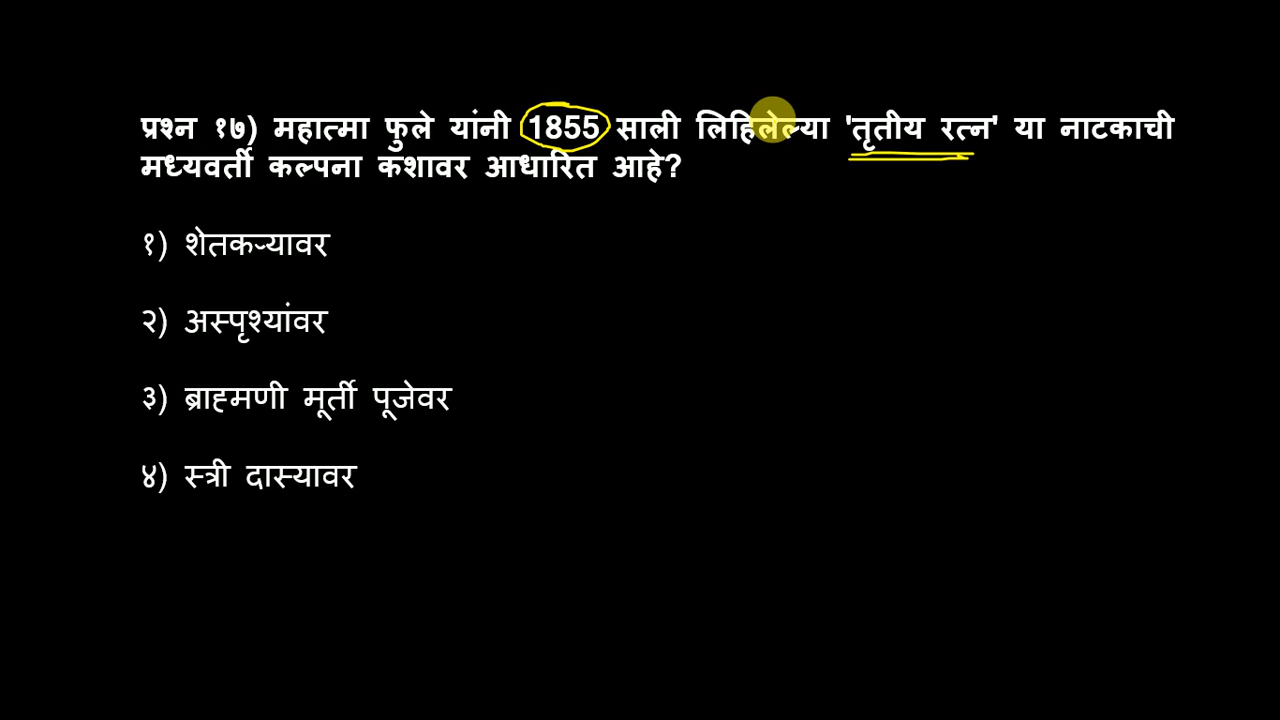 प्रश्न १७) महात्मा फुले यांनी 1855 साली लिहिलेल्या 'तृतीय रत्न' या नाटकाची
मध्यवर्ती कल्पना कशावर आधारित आहे?
१) शेतकऱ्यावर
२) अस्पृश्यांवर
३) ब्राह्मणी मूर्ती पूजेवर
४) स्त्री दास्यावर